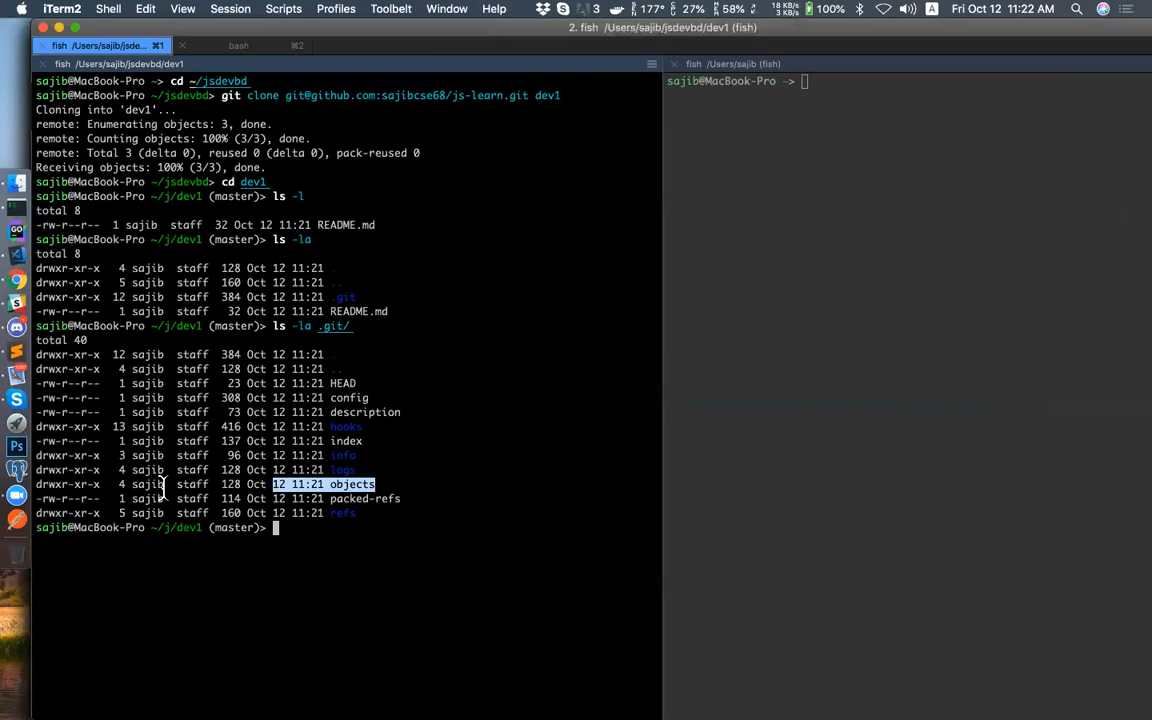 iTerm2 Shell Edit View Session Scripts Profiles Toolbelt Window Help 3 177° 27% 58% 18 KB/s 3 KB/s 100% A Fri Oct 12 11:22 AM
2. fish /Users/sajib/jsdevbd/dev1 (fish)
fish /Users/sajib/jsde... ⌘1 bash ⌘2
fish /Users/sajib/jsdevbd/dev1
fish /Users/sajib (fish)
sajib@MacBook-Pro ~> cd ~/jsdevbd
sajib@MacBook-Pro ~>
sajib@MacBook-Pro ~/jsdevbd> git clone git@github.com:sajibcse68/js-learn.git dev1
Cloning into 'dev1'...
remote: Enumerating objects: 3, done.
remote: Counting objects: 100% (3/3), done.
remote: Total 3 (delta 0), reused 0 (delta 0), pack-reused 0
Receiving objects: 100% (3/3), done.
sajib@MacBook-Pro ~/jsdevbd> cd dev1
sajib@MacBook-Pro ~/j/dev1 (master)> ls -l
total 8
-rw-r--r-- 1 sajib staff 32 Oct 12 11:21 README.md
sajib@MacBook-Pro ~/j/dev1 (master)> ls -la
total 8
drwxr-xr-x 4 sajib staff 128 Oct 12 11:21 .
drwxr-xr-x 5 sajib staff 160 Oct 12 11:21 ..
drwxr-xr-x 12 sajib staff 384 Oct 12 11:21 .git
-rw-r--r-- 1 sajib staff 32 Oct 12 11:21 README.md
sajib@MacBook-Pro ~/j/dev1 (master)> ls -la .git/
total 40
drwxr-xr-x 12 sajib staff 384 Oct 12 11:21 .
drwxr-xr-x 4 sajib staff 128 Oct 12 11:21 ..
-rw-r--r-- 1 sajib staff 23 Oct 12 11:21 HEAD
-rw-r--r-- 1 sajib staff 308 Oct 12 11:21 config
-rw-r--r-- 1 sajib staff 73 Oct 12 11:21 description
drwxr-xr-x 13 sajib staff 416 Oct 12 11:21 hooks
-rw-r--r-- 1 sajib staff 137 Oct 12 11:21 index
drwxr-xr-x 3 sajib staff 96 Oct 12 11:21 info
drwxr-xr-x 4 sajib staff 128 Oct 12 11:21 logs
drwxr-xr-x 4 sajib staff 128 Oct 12 11:21 objects
-rw-r--r-- 1 sajib staff 114 Oct 12 11:21 packed-refs
drwxr-xr-x 5 sajib staff 160 Oct 12 11:21 refs
sajib@MacBook-Pro ~/j/dev1 (master)>
GO
Ps